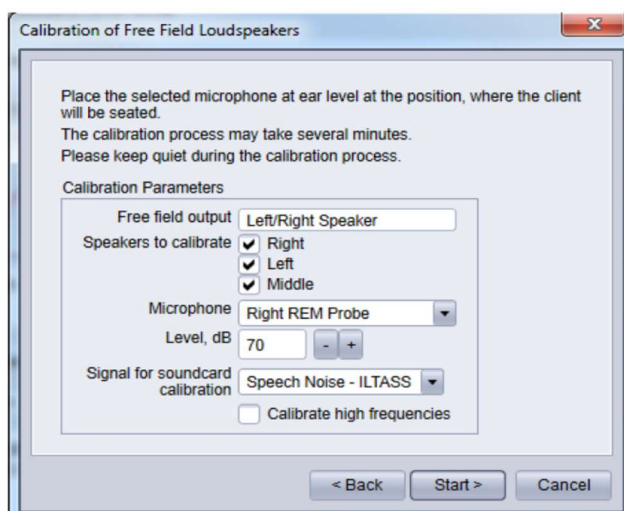 Calibration of Free Field Loudspeakers
Place the selected microphone at ear level at the position, where the client
will be seated.
The calibration process may take several minutes.
Please keep quiet during the calibration process.
Calibration Parameters
Free field output Left/Right Speaker
Speakers to calibrate Right
Left
Middle
Microphone Right REM Probe
Level, dB 70 - +
Signal for soundcard
calibration Speech Noise - ILTASS
Calibrate high frequencies
< Back Start > Cancel